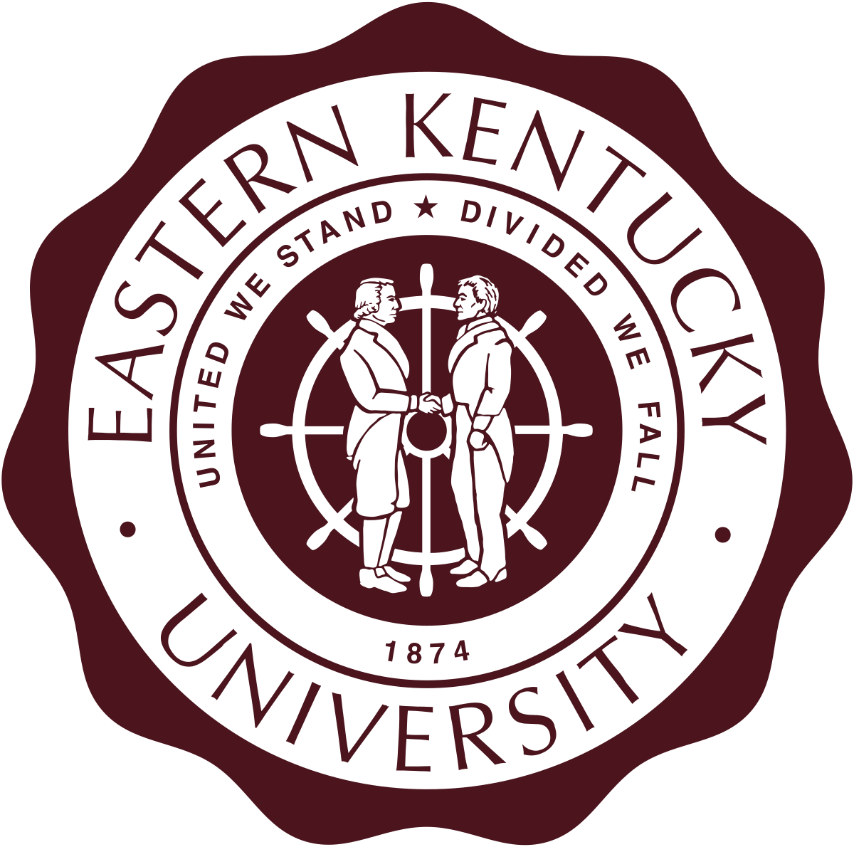 EASTERN KENTUCKY
UNITED WE STAND ★ DIVIDED WE FALL
1874
UNIVERSITY